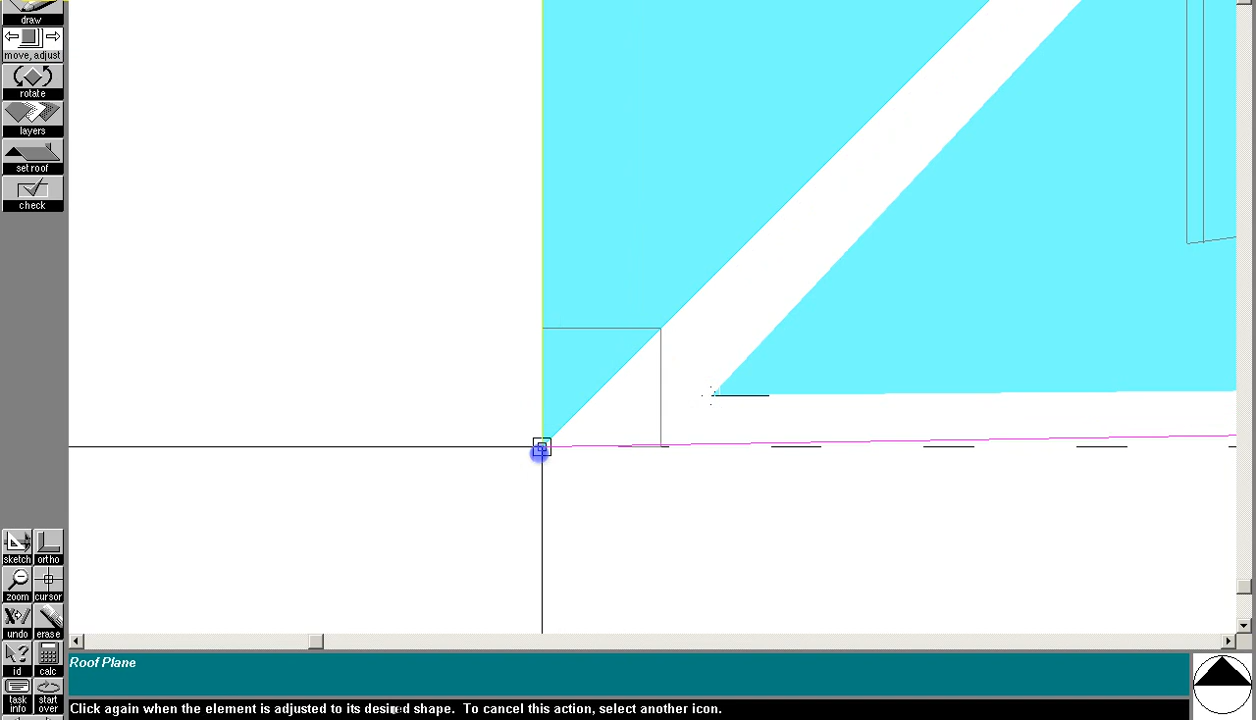 draw
move, adjust
rotate
layers
set roof
check
sketch ortho
zoom cursor
undo erase
id calc
task info start over
Roof Plane
Click again when the element is adjusted to its desired shape. To cancel this action, select another icon.